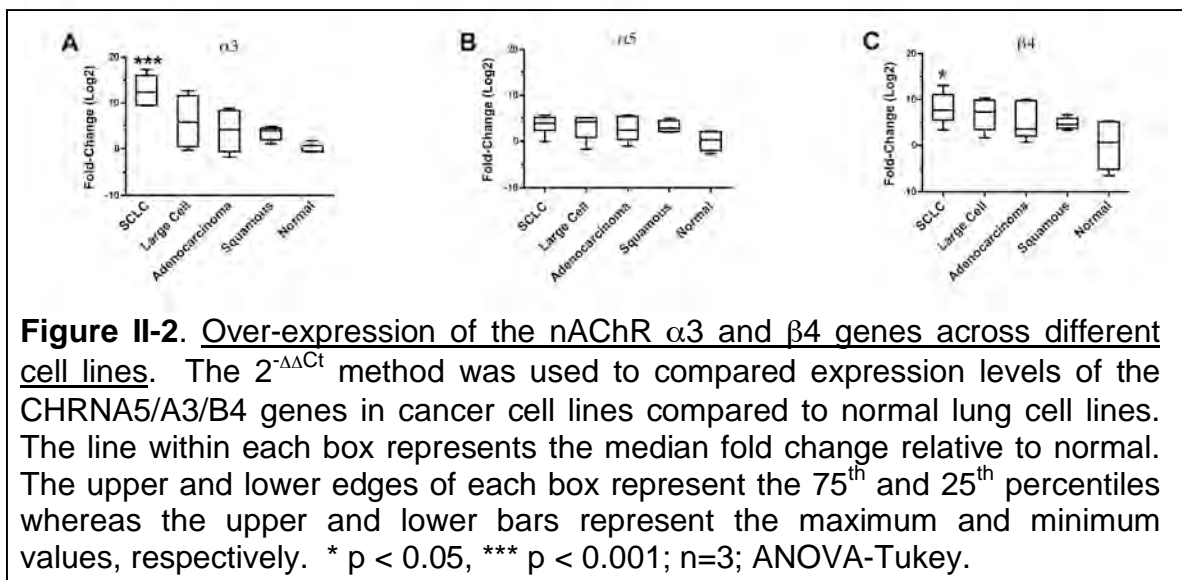 A
α3
Fold-Change (Log2)
20
10
0
-10
***
SCLC
Large Cell
Adenocarcinoma
Squamous
Normal
B
α5
Fold-Change (Log2)
20
10
0
-10
SCLC
Large Cell
Adenocarcinoma
Squamous
Normal
C
β4
Fold-Change (Log2)
20
10
0
10
*
SCLC
Large Cell
Adenocarcinoma
Squamous
Normal
Figure II-2. Over-expression of the nAChR α3 and β4 genes across different
cell lines. The 2^-ΔΔCt method was used to compared expression levels of the
CHRNA5/A3/B4 genes in cancer cell lines compared to normal lung cell lines.
The line within each box represents the median fold change relative to normal.
The upper and lower edges of each box represent the 75th and 25th percentiles
whereas the upper and lower bars represent the maximum and minimum
values, respectively. * p < 0.05, *** p < 0.001; n=3; ANOVA-Tukey.